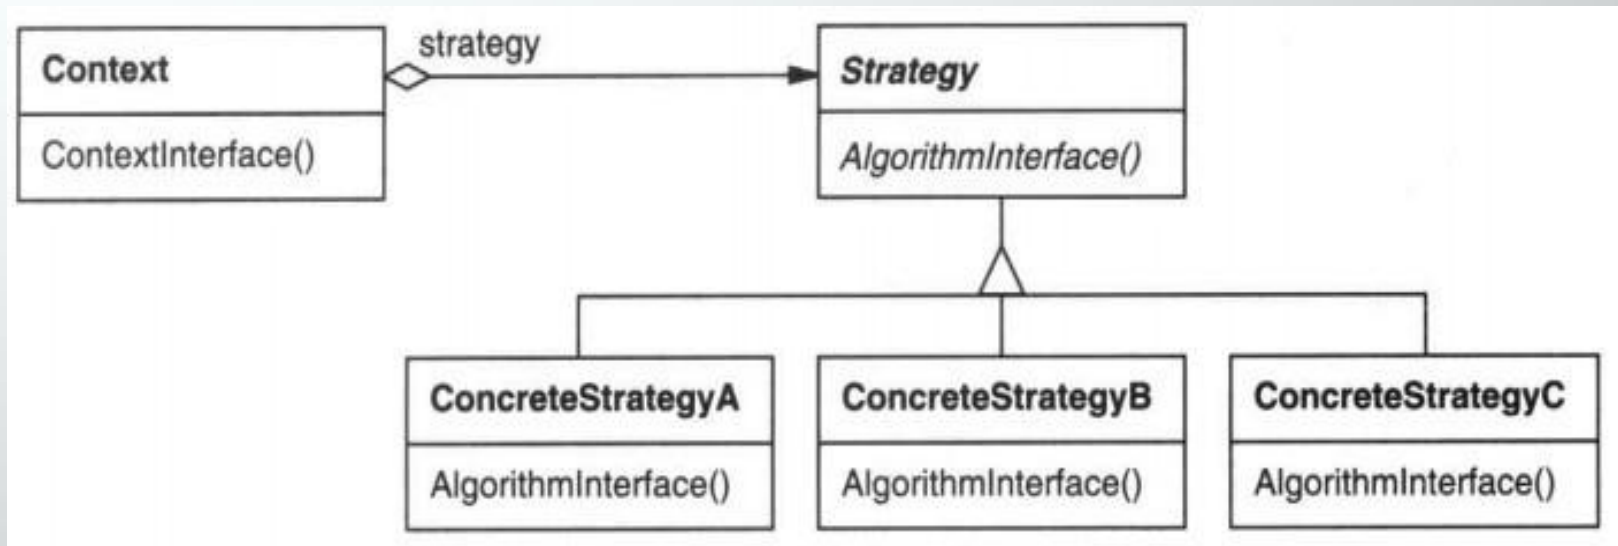 strategy
Context
Strategy
ContextInterface()
AlgorithmInterface()
ConcreteStrategyA
ConcreteStrategyB
ConcreteStrategyC
AlgorithmInterface()
AlgorithmInterface()
AlgorithmInterface()